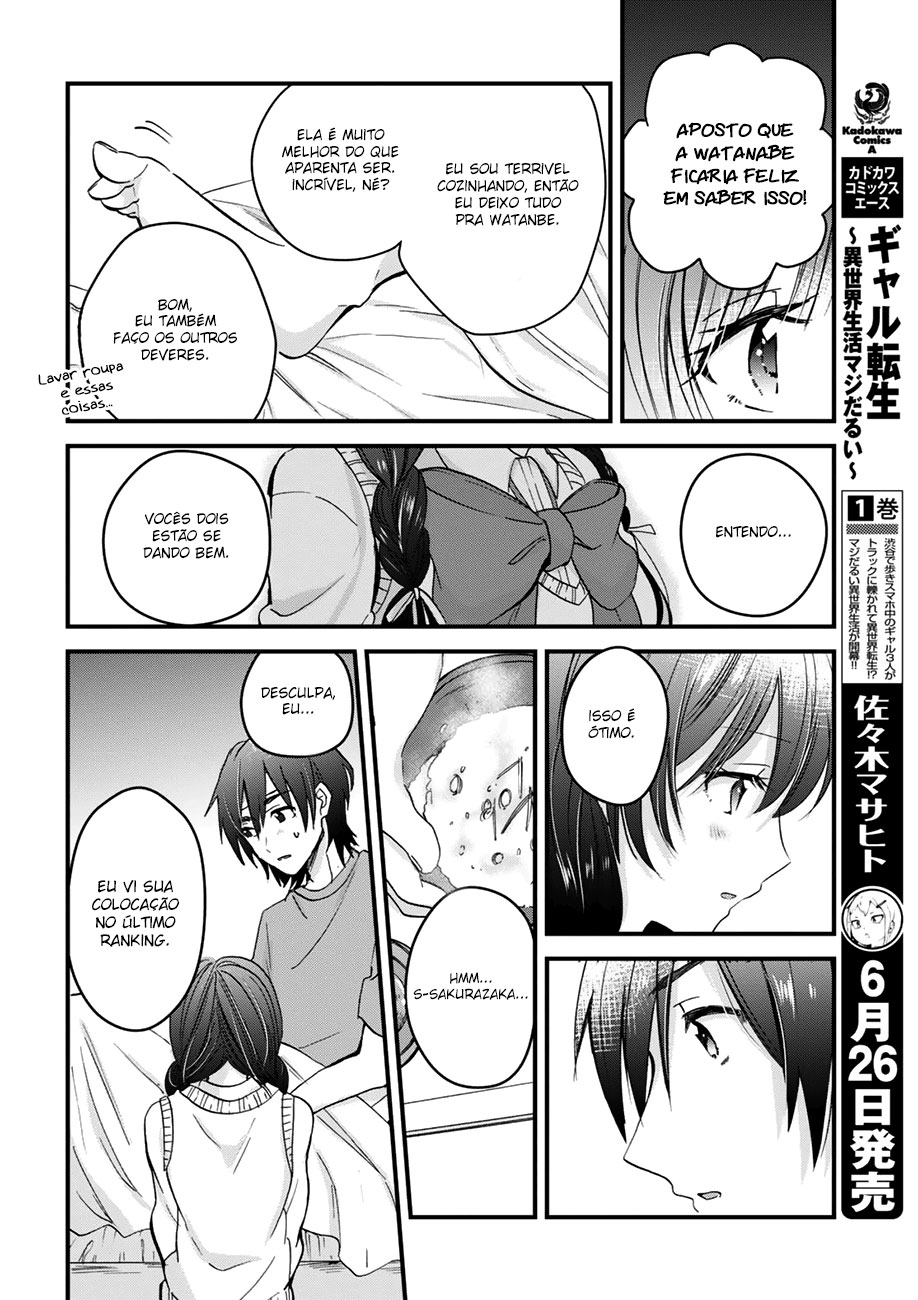 APOSTO QUE
A WATANABE
FICARIA FELIZ
EM SABER ISSO!
EU SOU TERRIVEL
COZINHANDO, ENTÃO
EU DEIXO TUDO
PRA WATANBE.
ELA É MUITO
MELHOR DO QUE
APARENTA SER.
INCRÍVEL, NÉ?
BOM,
EU TAMBÉM
FAÇO OS OUTROS
DEVERES.
Lavar roupa
e essas
coisas...
ENTENDO...
VOCÊS DOIS
ESTÃO SE
DANDO BEM.
ISSO É
ÓTIMO.
HMM...
S-SAKURAZAKA...
DESCULPA,
EU...
EU VI SUA
COLOCAÇÃO
NO ÚLTIMO
RANKING.
Kadokawa
Comics
A
カドカワ
コミックス
エース
ギャル転生
～異世界生活マジだるい～
1巻
渋谷で歩きスマホ中のギャル3人が
トラックに轢かれて異世界転生!?
マジだるい異世界生活が開幕!!
佐々木マサヒト
6月26日発売